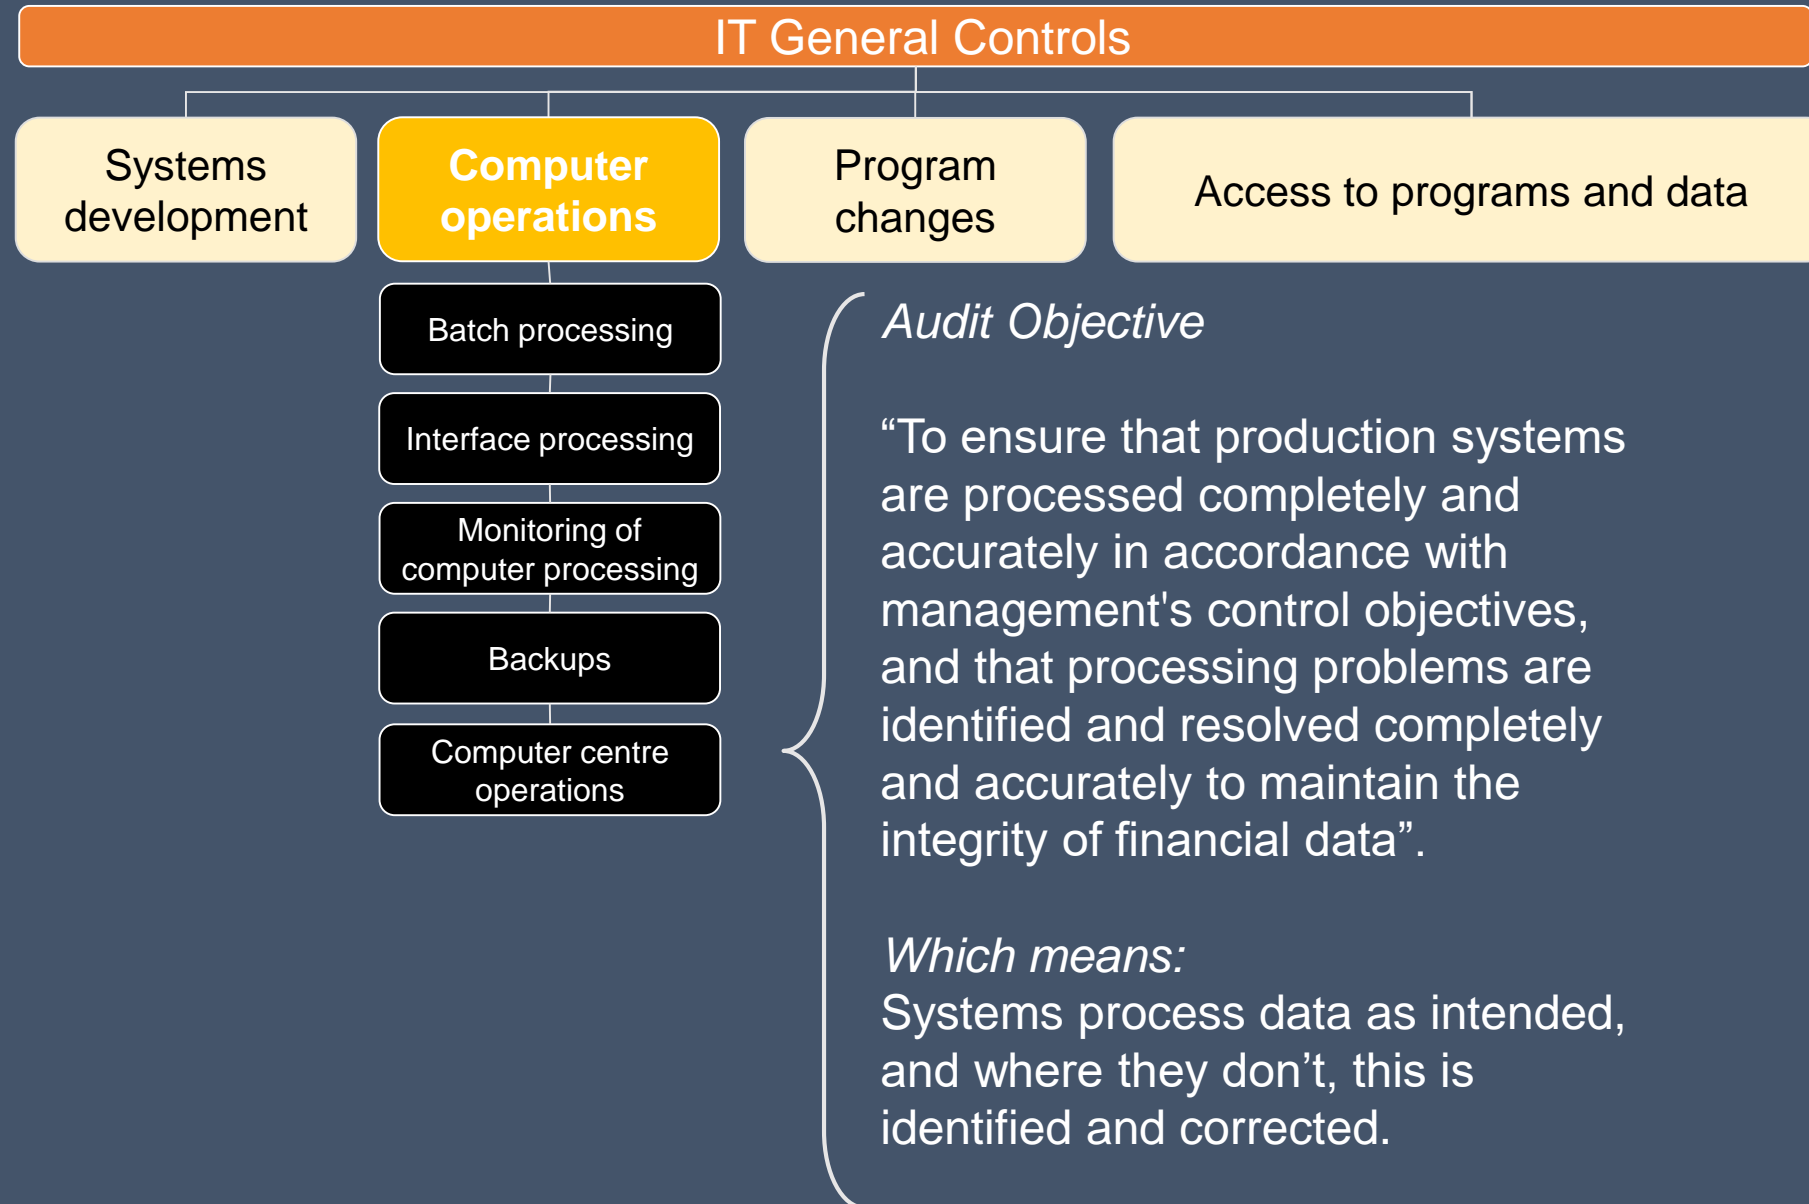 IT General Controls
Systems
development
Computer
operations
Program
changes
Access to programs and data
Batch processing
Interface processing
Monitoring of
computer processing
Backups
Computer centre
operations
Audit Objective
“To ensure that production systems
are processed completely and
accurately in accordance with
management's control objectives,
and that processing problems are
identified and resolved completely
and accurately to maintain the
integrity of financial data”.
Which means:
Systems process data as intended,
and where they don’t, this is
identified and corrected.